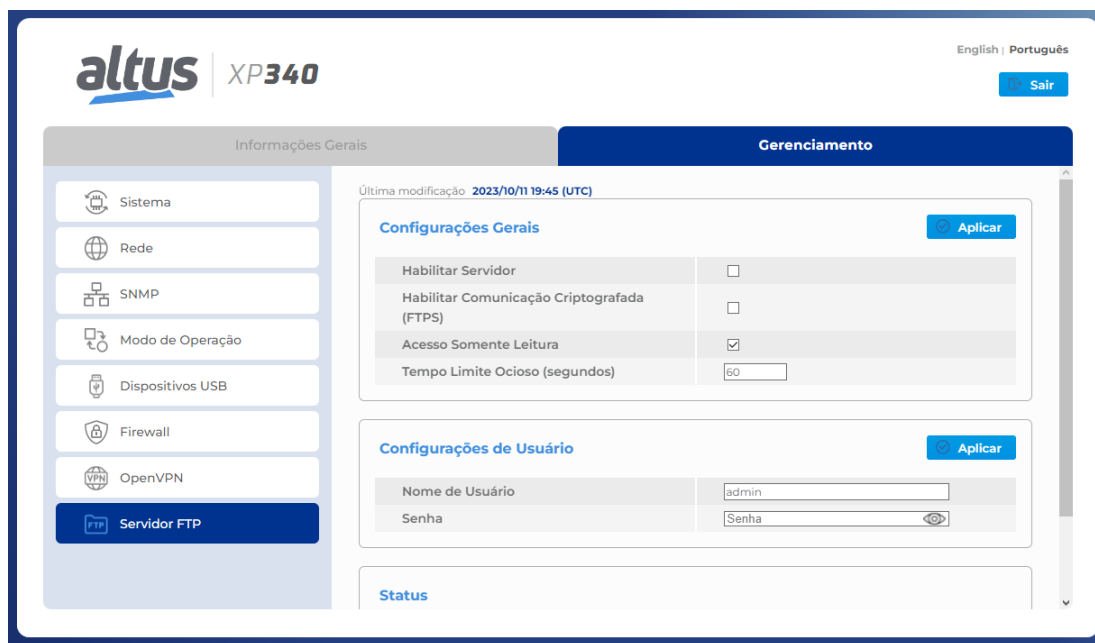 English | Português
altus | XP340
Sair
Informações Gerais
Gerenciamento
Sistema
Rede
SNMP
Modo de Operação
Dispositivos USB
Firewall
VPN OpenVPN
FTP Servidor FTP
Última modificação 2023/10/11 19:45 (UTC)
Configurações Gerais
Aplicar
Habilitar Servidor
Habilitar Comunicação Criptografada
(FTPS)
Acesso Somente Leitura
Tempo Limite Ocioso (segundos) 60
Configurações de Usuário
Aplicar
Nome de Usuário admin
Senha Senha
Status